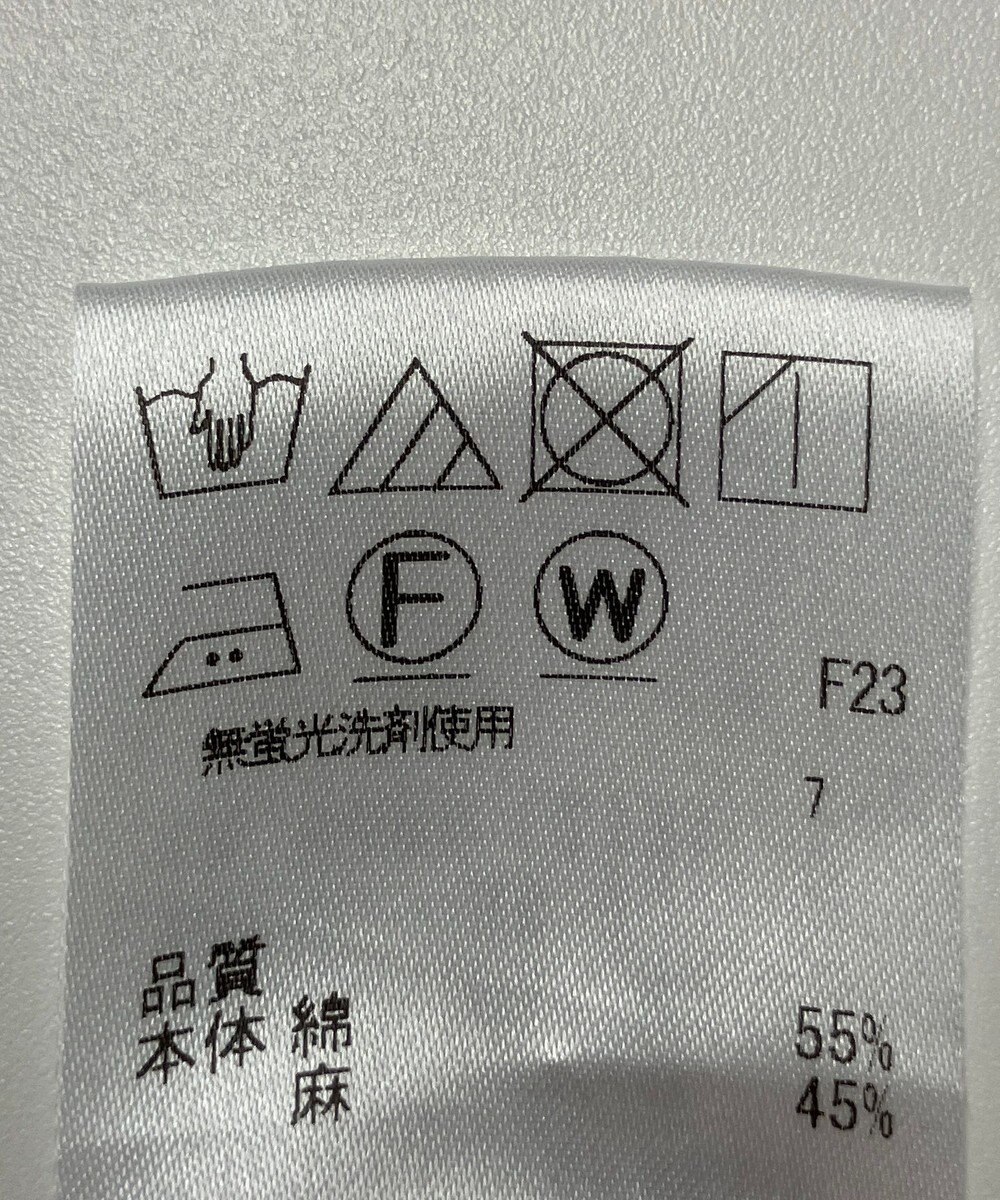 F W
F23
無蛍光洗剤使用
7
品質
本体 綿 55%
麻 45%